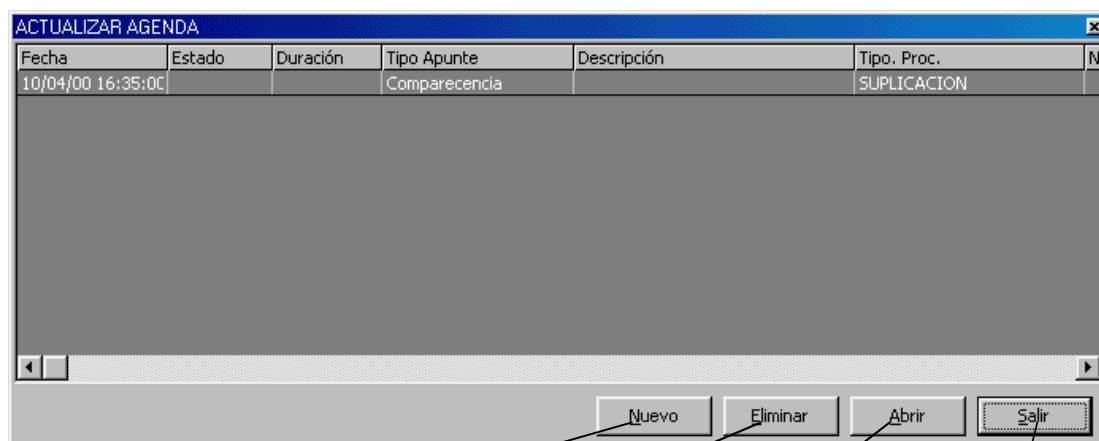 ACTUALIZAR AGENDA
Fecha Estado Duración Tipo Apunte Descripción Tipo. Proc. N
10/04/00 16:35:00 Comparecencia SUPLICACION
Nuevo Eliminar Abrir Salir